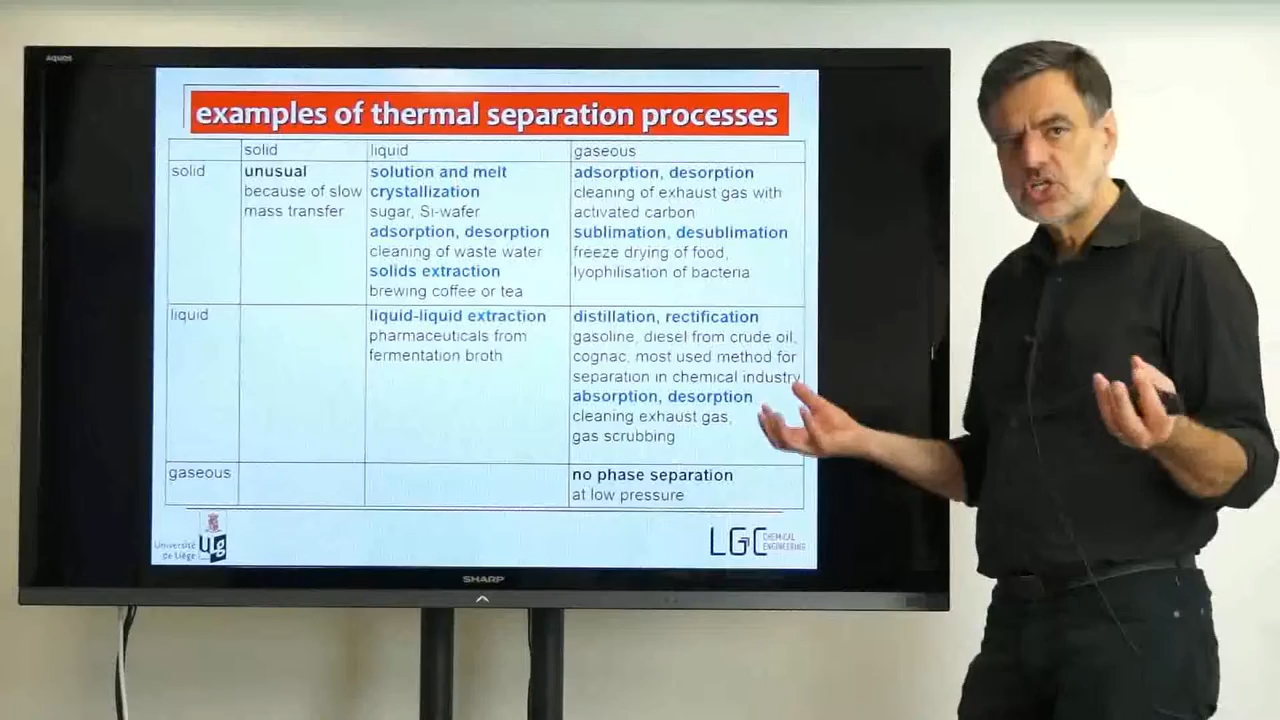 AQUOS
examples of thermal separation processes
solid
liquid
gaseous
solid
unusual
because of slow
mass transfer
solution and melt
crystallization
sugar, Si-wafer
adsorption, desorption
cleaning of waste water
solids extraction
brewing coffee or tea
adsorption, desorption
cleaning of exhaust gas with
activated carbon
sublimation, desublimation
freeze drying of food,
lyophilisation of bacteria
liquid
liquid-liquid extraction
pharmaceuticals from
fermentation broth
distillation, rectification
gasoline, diesel from crude oil,
cognac, most used method for
separation in chemical industry
absorption, desorption
cleaning exhaust gas,
gas scrubbing
gaseous
no phase separation
at low pressure
Université
de Liège
LGC
CHEMICAL
ENGINEERING
SHARP